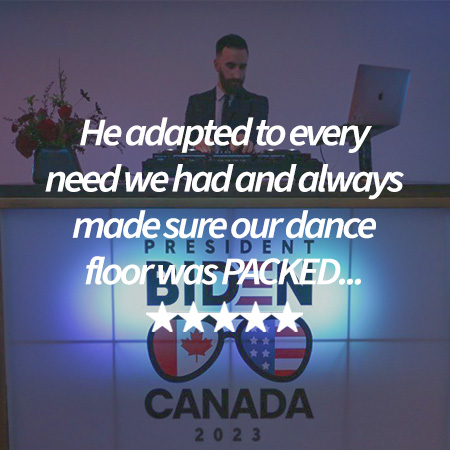 He adapted to every
need we had and always
made sure our dance
floor was PACKED...
PRESIDENT
BIDEN
CANADA
2023